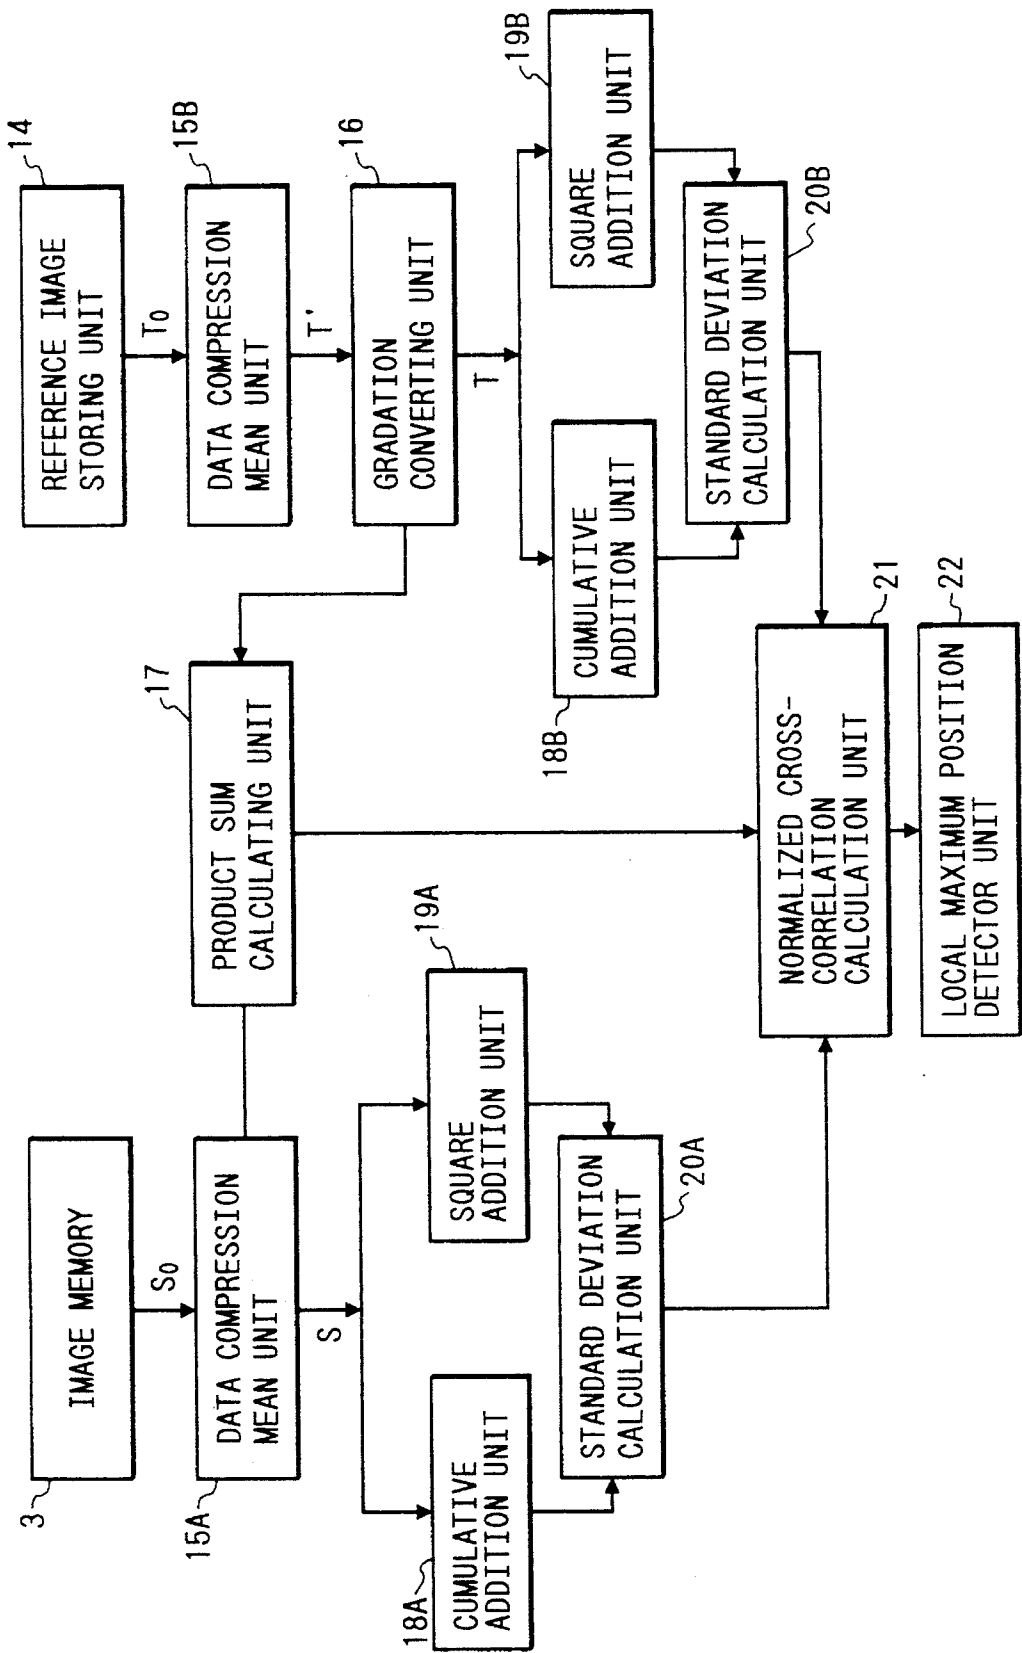 3
IMAGE MEMORY
S0
15A
DATA COMPRESSION
MEAN UNIT
S
18A
CUMULATIVE
ADDITION UNIT
19A
SQUARE
ADDITION UNIT
STANDARD DEVIATION
CALCULATION UNIT
20A
17
PRODUCT SUM
CALCULATING UNIT
14
REFERENCE IMAGE
STORING UNIT
T0
15B
DATA COMPRESSION
MEAN UNIT
T'
16
GRADATION
CONVERTING UNIT
T
18B
CUMULATIVE
ADDITION UNIT
19B
SQUARE
ADDITION UNIT
STANDARD DEVIATION
CALCULATION UNIT
20B
21
NORMALIZED CROSS-
CORRELATION
CALCULATION UNIT
22
LOCAL MAXIMUM POSITION
DETECTOR UNIT